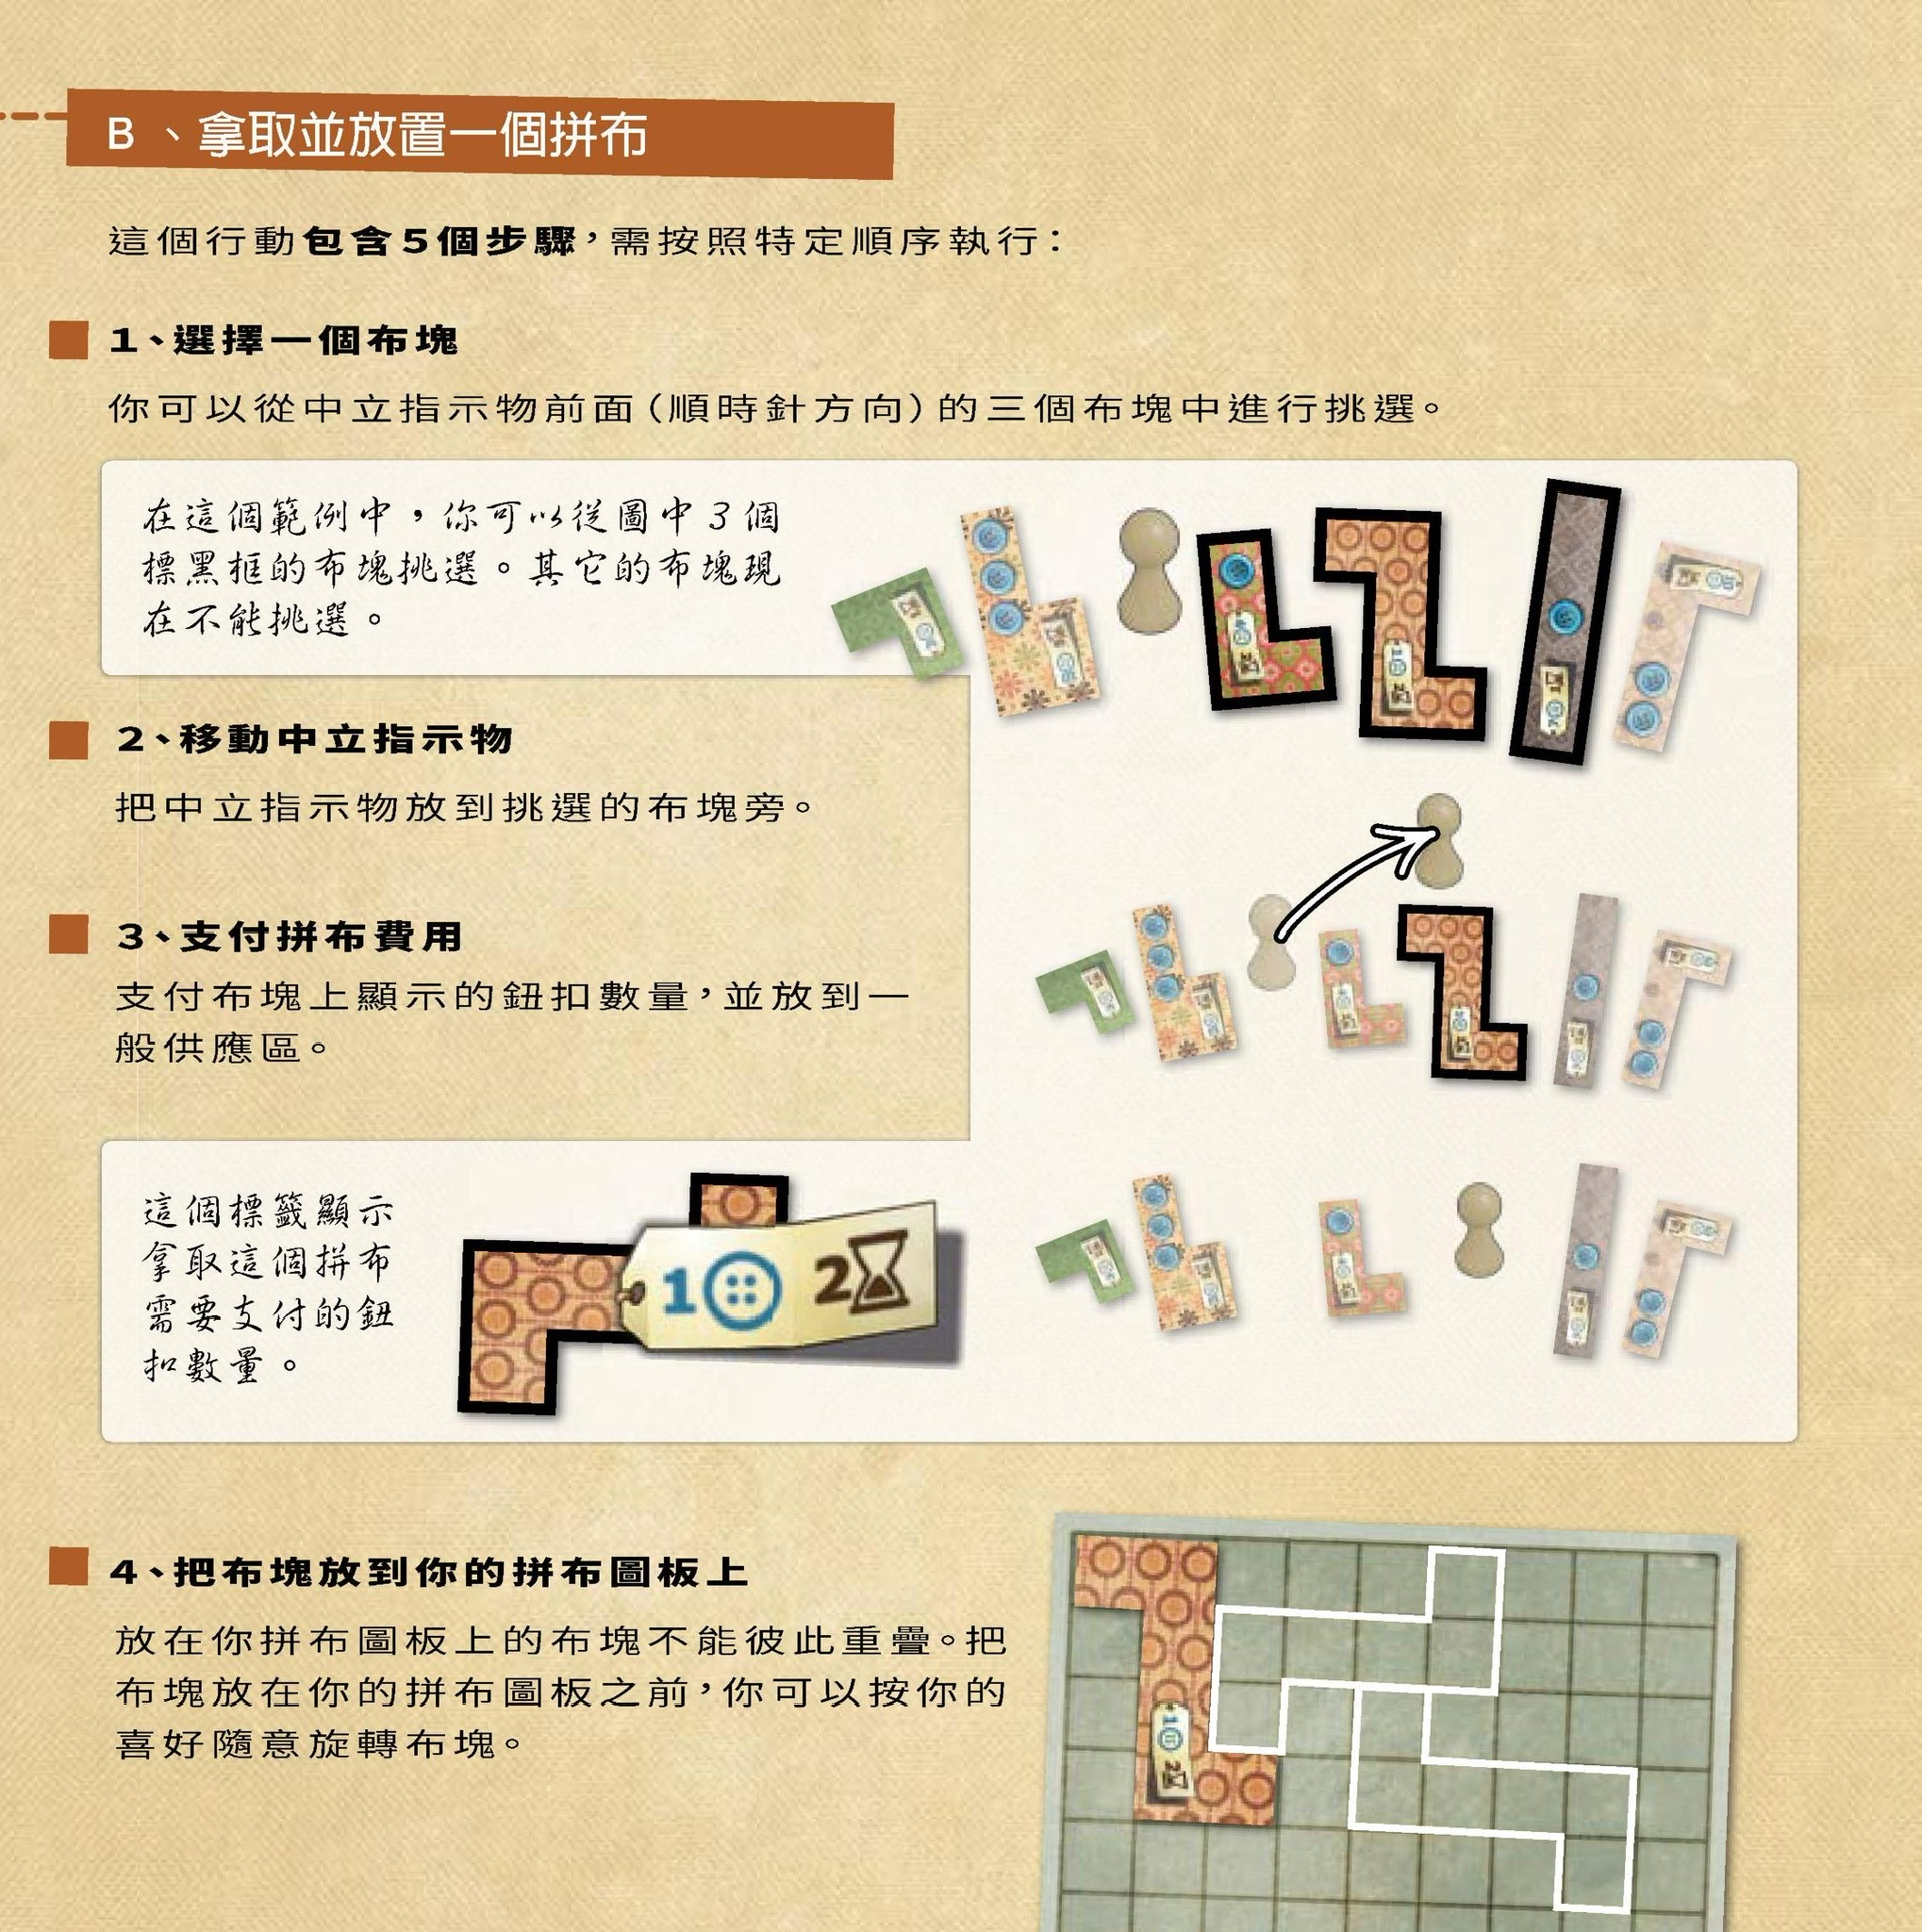 B、拿取並放置一個拼布
這個行動包含5個步驟，需按照特定順序執行：
1、選擇一個布塊
你可以從中立指示物前面（順時針方向）的三個布塊中進行挑選。
在這個範例中，你可以從圖中3個
標黑框的布塊挑選。其它的布塊現
在不能挑選。
2、移動中立指示物
把中立指示物放到挑選的布塊旁。
3、支付拼布費用
支付布塊上顯示的鈕扣數量，並放到一
般供應區。
這個標籤顯示
拿取這個拼布
需要支付的鈕
扣數量。
1 2
4、把布塊放到你的拼布圖板上
放在你拼布圖板上的布塊不能彼此重疊。把
布塊放在你的拼布圖板之前，你可以按你的
喜好隨意旋轉布塊。
1 2